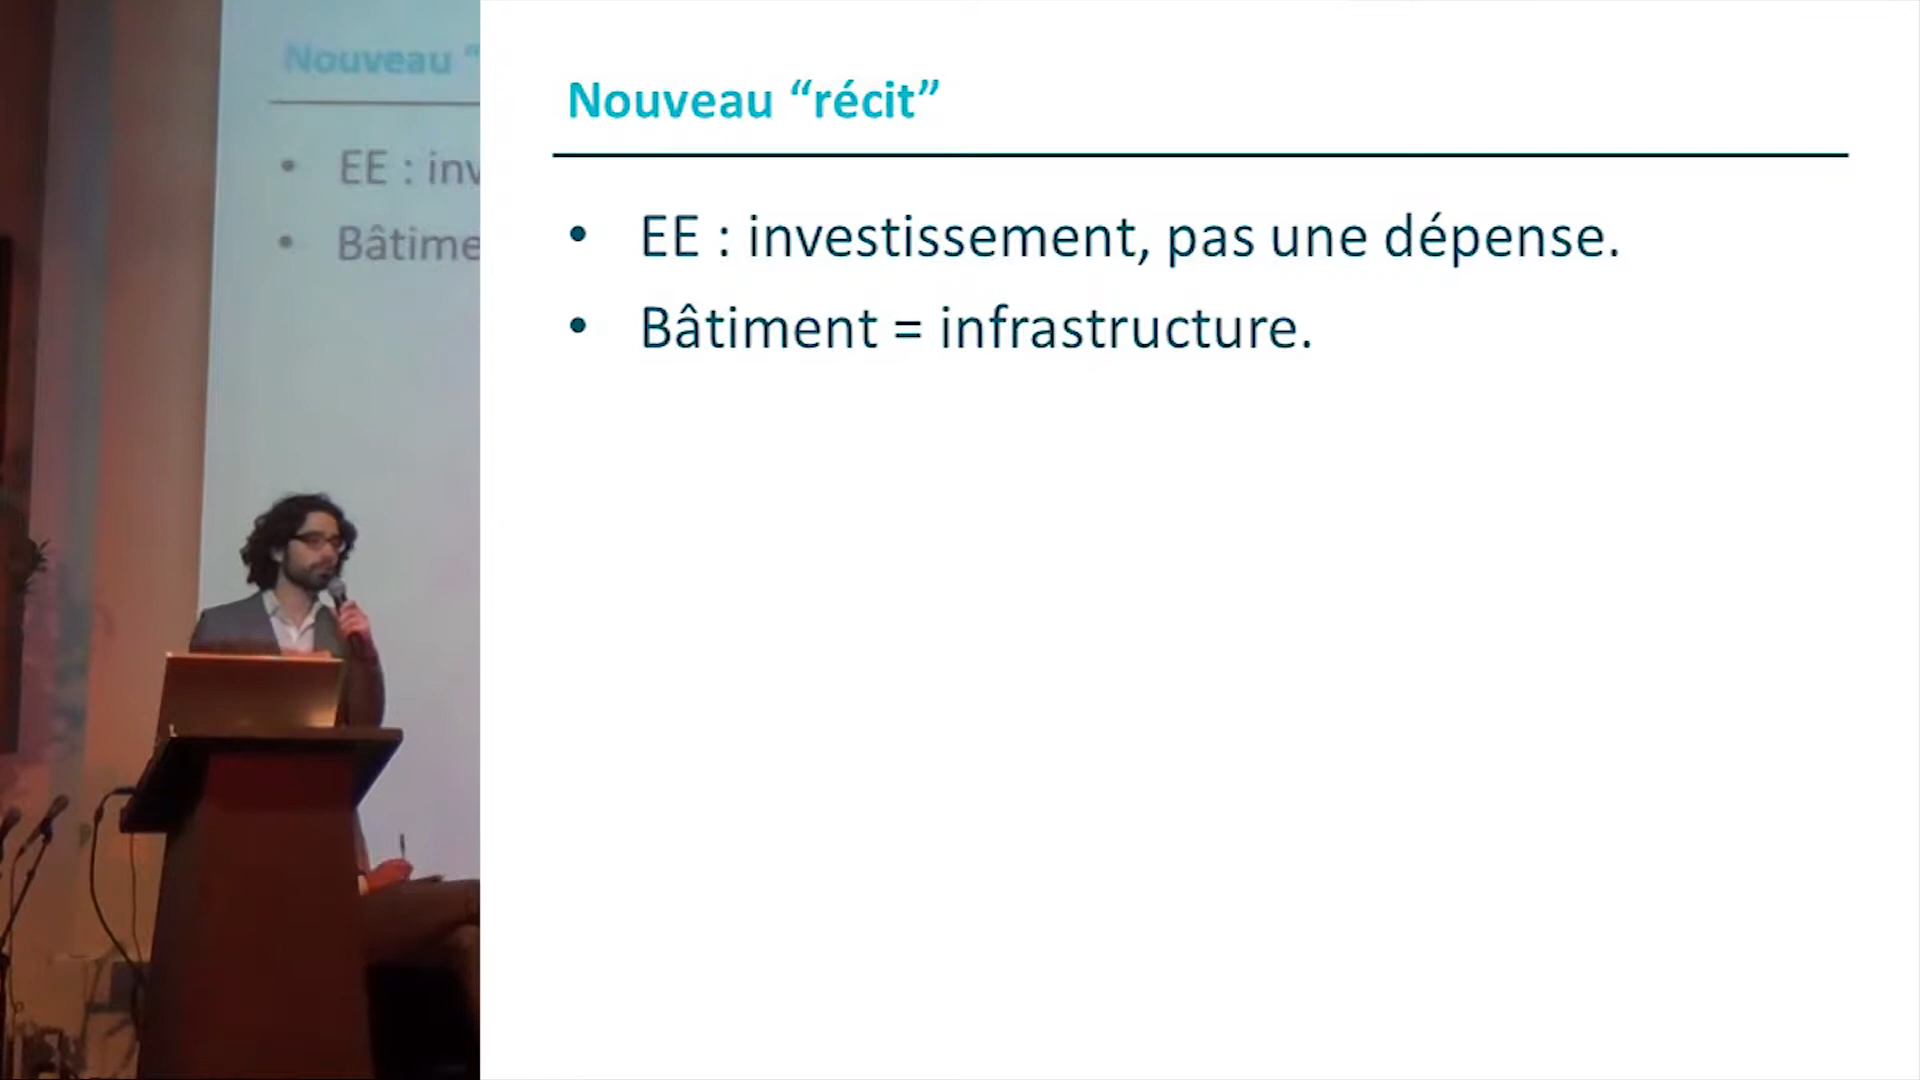 Nouveau “
• EE : inv
• Bâtime
Nouveau “récit”
• EE : investissement, pas une dépense.
• Bâtiment = infrastructure.